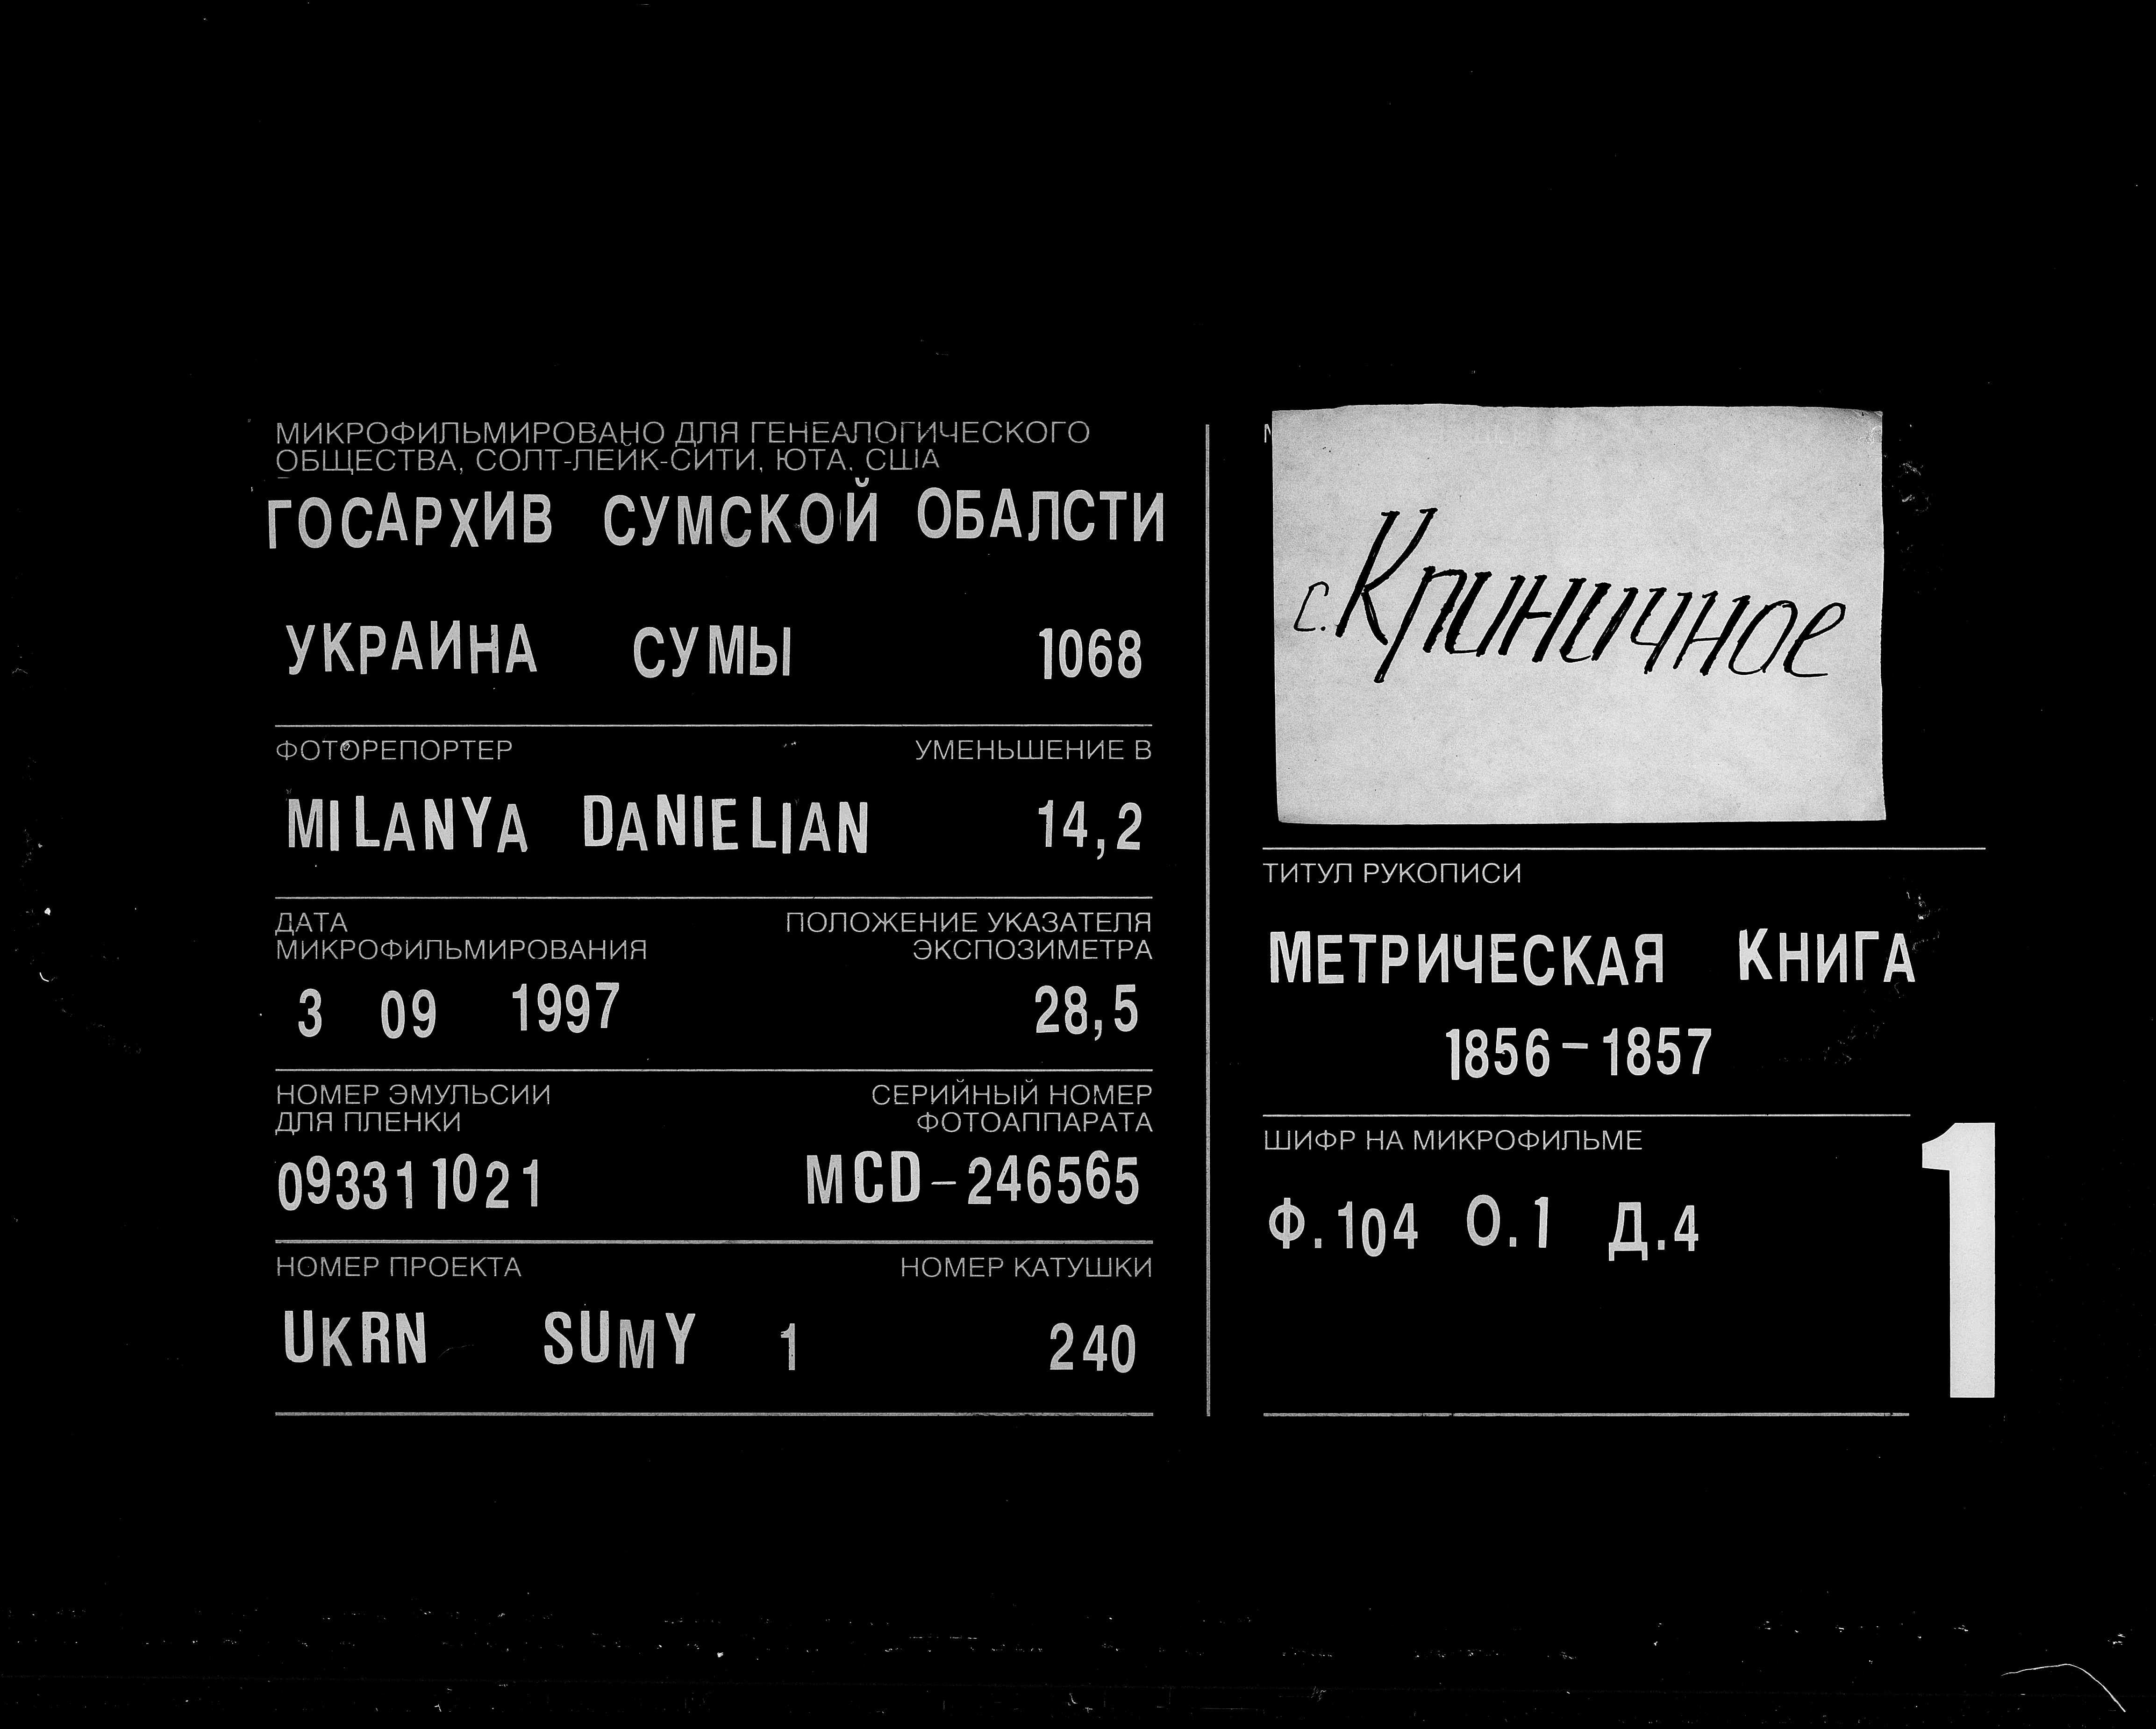 МИКРОФИЛЬМИРОВАНО ДЛЯ ГЕНЕАЛОГИЧЕСКОГО
ОБЩЕСТВА, СОЛТ-ЛЕЙК-СИТИ, ЮТА, США
ГОСАРХИВ СУМСКОЙ ОБАЛСТИ
УКРАИНА СУМЫ 1068
ФОТОРЕПОРТЕР УМЕНЬШЕНИЕ В
MILANYA DANIELIAN 14,2
ДАТА ПОЛОЖЕНИЕ УКАЗАТЕЛЯ
МИКРОФИЛЬМИРОВАНИЯ ЭКСПОЗИМЕТРА
3 09 1997 28,5
НОМЕР ЭМУЛЬСИИ СЕРИЙНЫЙ НОМЕР
ДЛЯ ПЛЕНКИ ФОТОАППАРАТА
093311021 MCD-246565
НОМЕР ПРОЕКТА НОМЕР КАТУШКИ
UKRN SUMY 1 240
с. Криничное
ТИТУЛ РУКОПИСИ
МЕТРИЧЕСКАЯ КНИГА
1856-1857
ШИФР НА МИКРОФИЛЬМЕ
Ф.104 О.1 Д.4
1